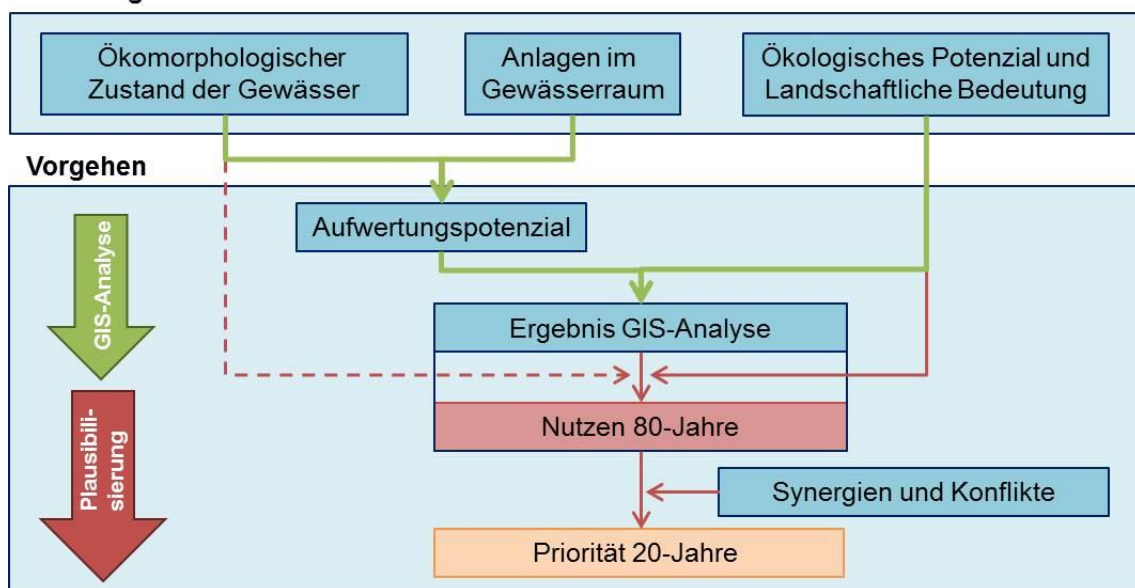 Ökomorphologischer
Zustand der Gewässer
Anlagen im
Gewässerraum
Ökologisches Potenzial und
Landschaftliche Bedeutung
Vorgehen
GIS-Analyse
Aufwertungspotenzial
Ergebnis GIS-Analyse
Plausibili-
sierung
Nutzen 80-Jahre
Synergien und Konflikte
Priorität 20-Jahre